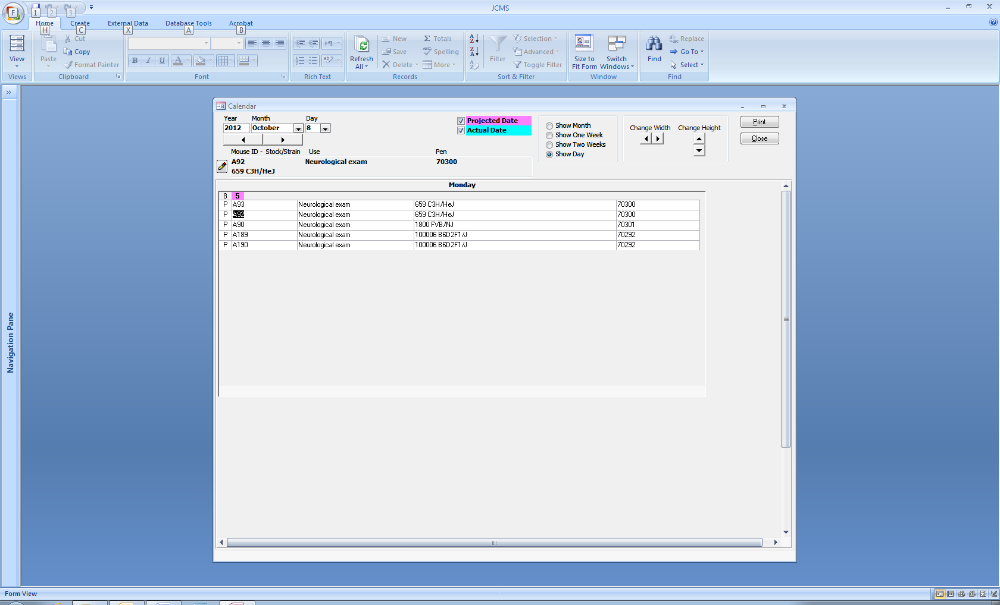 JCMS
F 1 2 3
Home Create External Data Database Tools Acrobat
H C X A B
View
Views
Paste
Cut
Copy
Format Painter
Clipboard
B I U A
Font
Rich Text
Refresh All
New
Save
Delete
Totals
Spelling
More
Records
Filter
Selection
Advanced
Toggle Filter
Sort & Filter
Size to Fit Form
Switch Windows
Window
Find
Replace
Go To
Select
Find
Navigation Pane
Calendar
Year Month Day
2012 October 8
Projected Date
Actual Date
Show Month
Show One Week
Show Two Weeks
Show Day
Change Width Change Height
Print
Close
Mouse ID - Stock/Strain Use Pen
A92 Neurological exam 70300
659 C3H/HeJ
Monday
8 5
P A93 Neurological exam 659 C3H/HeJ 70300
P A92 Neurological exam 659 C3H/HeJ 70300
P A90 Neurological exam 1800 FVB/NJ 70301
P A189 Neurological exam 100006 B6D2F1/J 70292
P A190 Neurological exam 100006 B6D2F1/J 70292
Form View